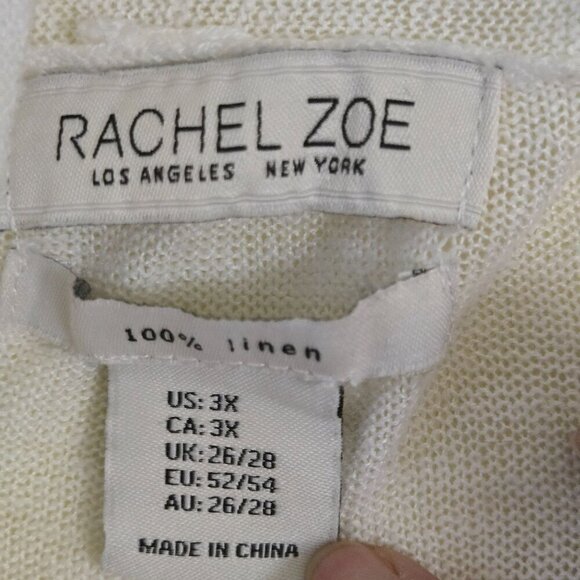 RACHEL ZOE
LOS ANGELES NEW YORK
100% linen
US: 3X
CA: 3X
UK: 26/28
EU: 52/54
AU: 26/28
MADE IN CHINA